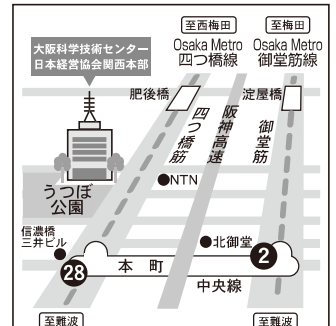 至西梅田
至梅田
Osaka Metro
四つ橋線
Osaka Metro
御堂筋線
大阪科学技術センター
日本経営協会関西本部
肥後橋
淀屋橋
四つ橋筋
阪神高速
御堂筋
うつぼ
公園
●NTN
信濃橋
三井ビル
●北御堂
28
2
本町
中央線
至難波
至難波